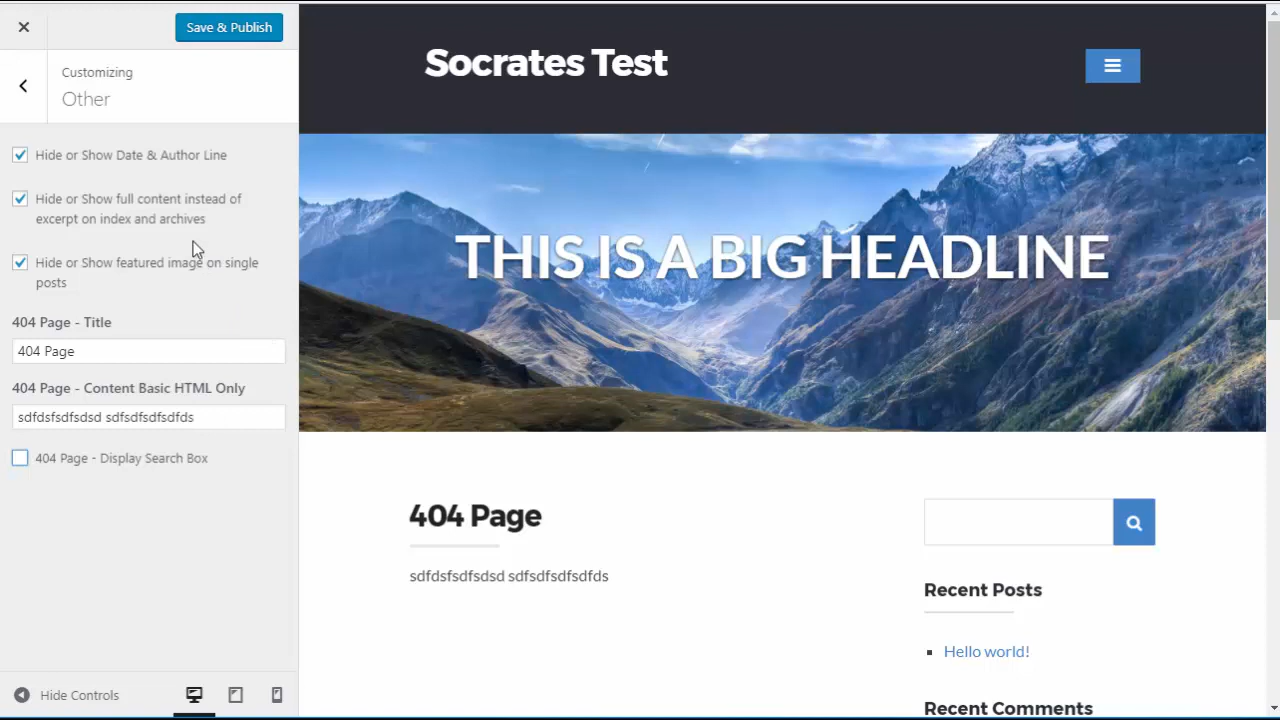 Save & Publish
Customizing
Other
Hide or Show Date & Author Line
Hide or Show full content instead of
excerpt on index and archives
Hide or Show featured image on single
posts
404 Page - Title
404 Page
404 Page - Content Basic HTML Only
sdfdsfsdfsdsd sdfsdfsdfsdfds
404 Page - Display Search Box
Hide Controls
Socrates Test
THIS IS A BIG HEADLINE
404 Page
sdfdsfsdfsdsd sdfsdfsdfsdfds
Recent Posts
Hello world!
Recent Comments